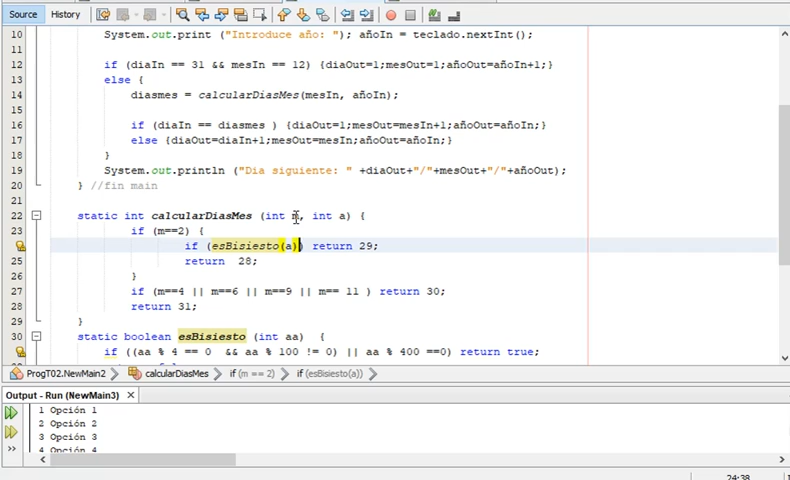 Source History
10 System.out.print ("Introduce año: "); añoIn = teclado.nextInt();
11
12 if (diaIn == 31 && mesIn == 12) {diaOut=1;mesOut=1;añoOut=añoIn+1;}
13 else {
14 diasmes = calcularDiasMes(mesIn, añoIn);
15
16 if (diaIn == diasmes ) {diaOut=1;mesOut=mesIn+1;añoOut=añoIn;}
17 else {diaOut=diaIn+1;mesOut=mesIn;añoOut=añoIn;}
18 }
19 System.out.println ("Dia siguiente: " +diaOut+"/"+mesOut+"/"+añoOut);
20 } //fin main
21
22 static int calcularDiasMes (int m, int a) {
23 if (m==2) {
if (esBisiesto(a)) return 29;
25 return 28;
26 }
27 if (m==4 || m==6 || m==9 || m== 11 ) return 30;
28 return 31;
29 }
30 static boolean esBisiesto (int aa) {
if ((aa % 4 == 0 && aa % 100 != 0) || aa % 400 ==0) return true;
ProgT02.NewMain2 calcularDiasMes if (m == 2) if (esBisiesto(a))
Output - Run (NewMain3)
1 Opción 1
2 Opción 2
3 Opción 3
4 Opción 4
24:38